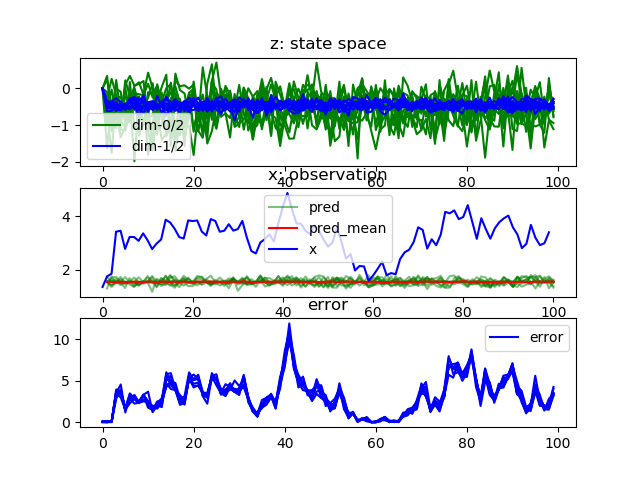 z: state space
0
−1
−2
dim-0/2
dim-1/2
0 20 40 60 80 100
x: observation
4
2
pred
pred_mean
x
0 20 40 60 80 100
error
10
5
0
error
0 20 40 60 80 100